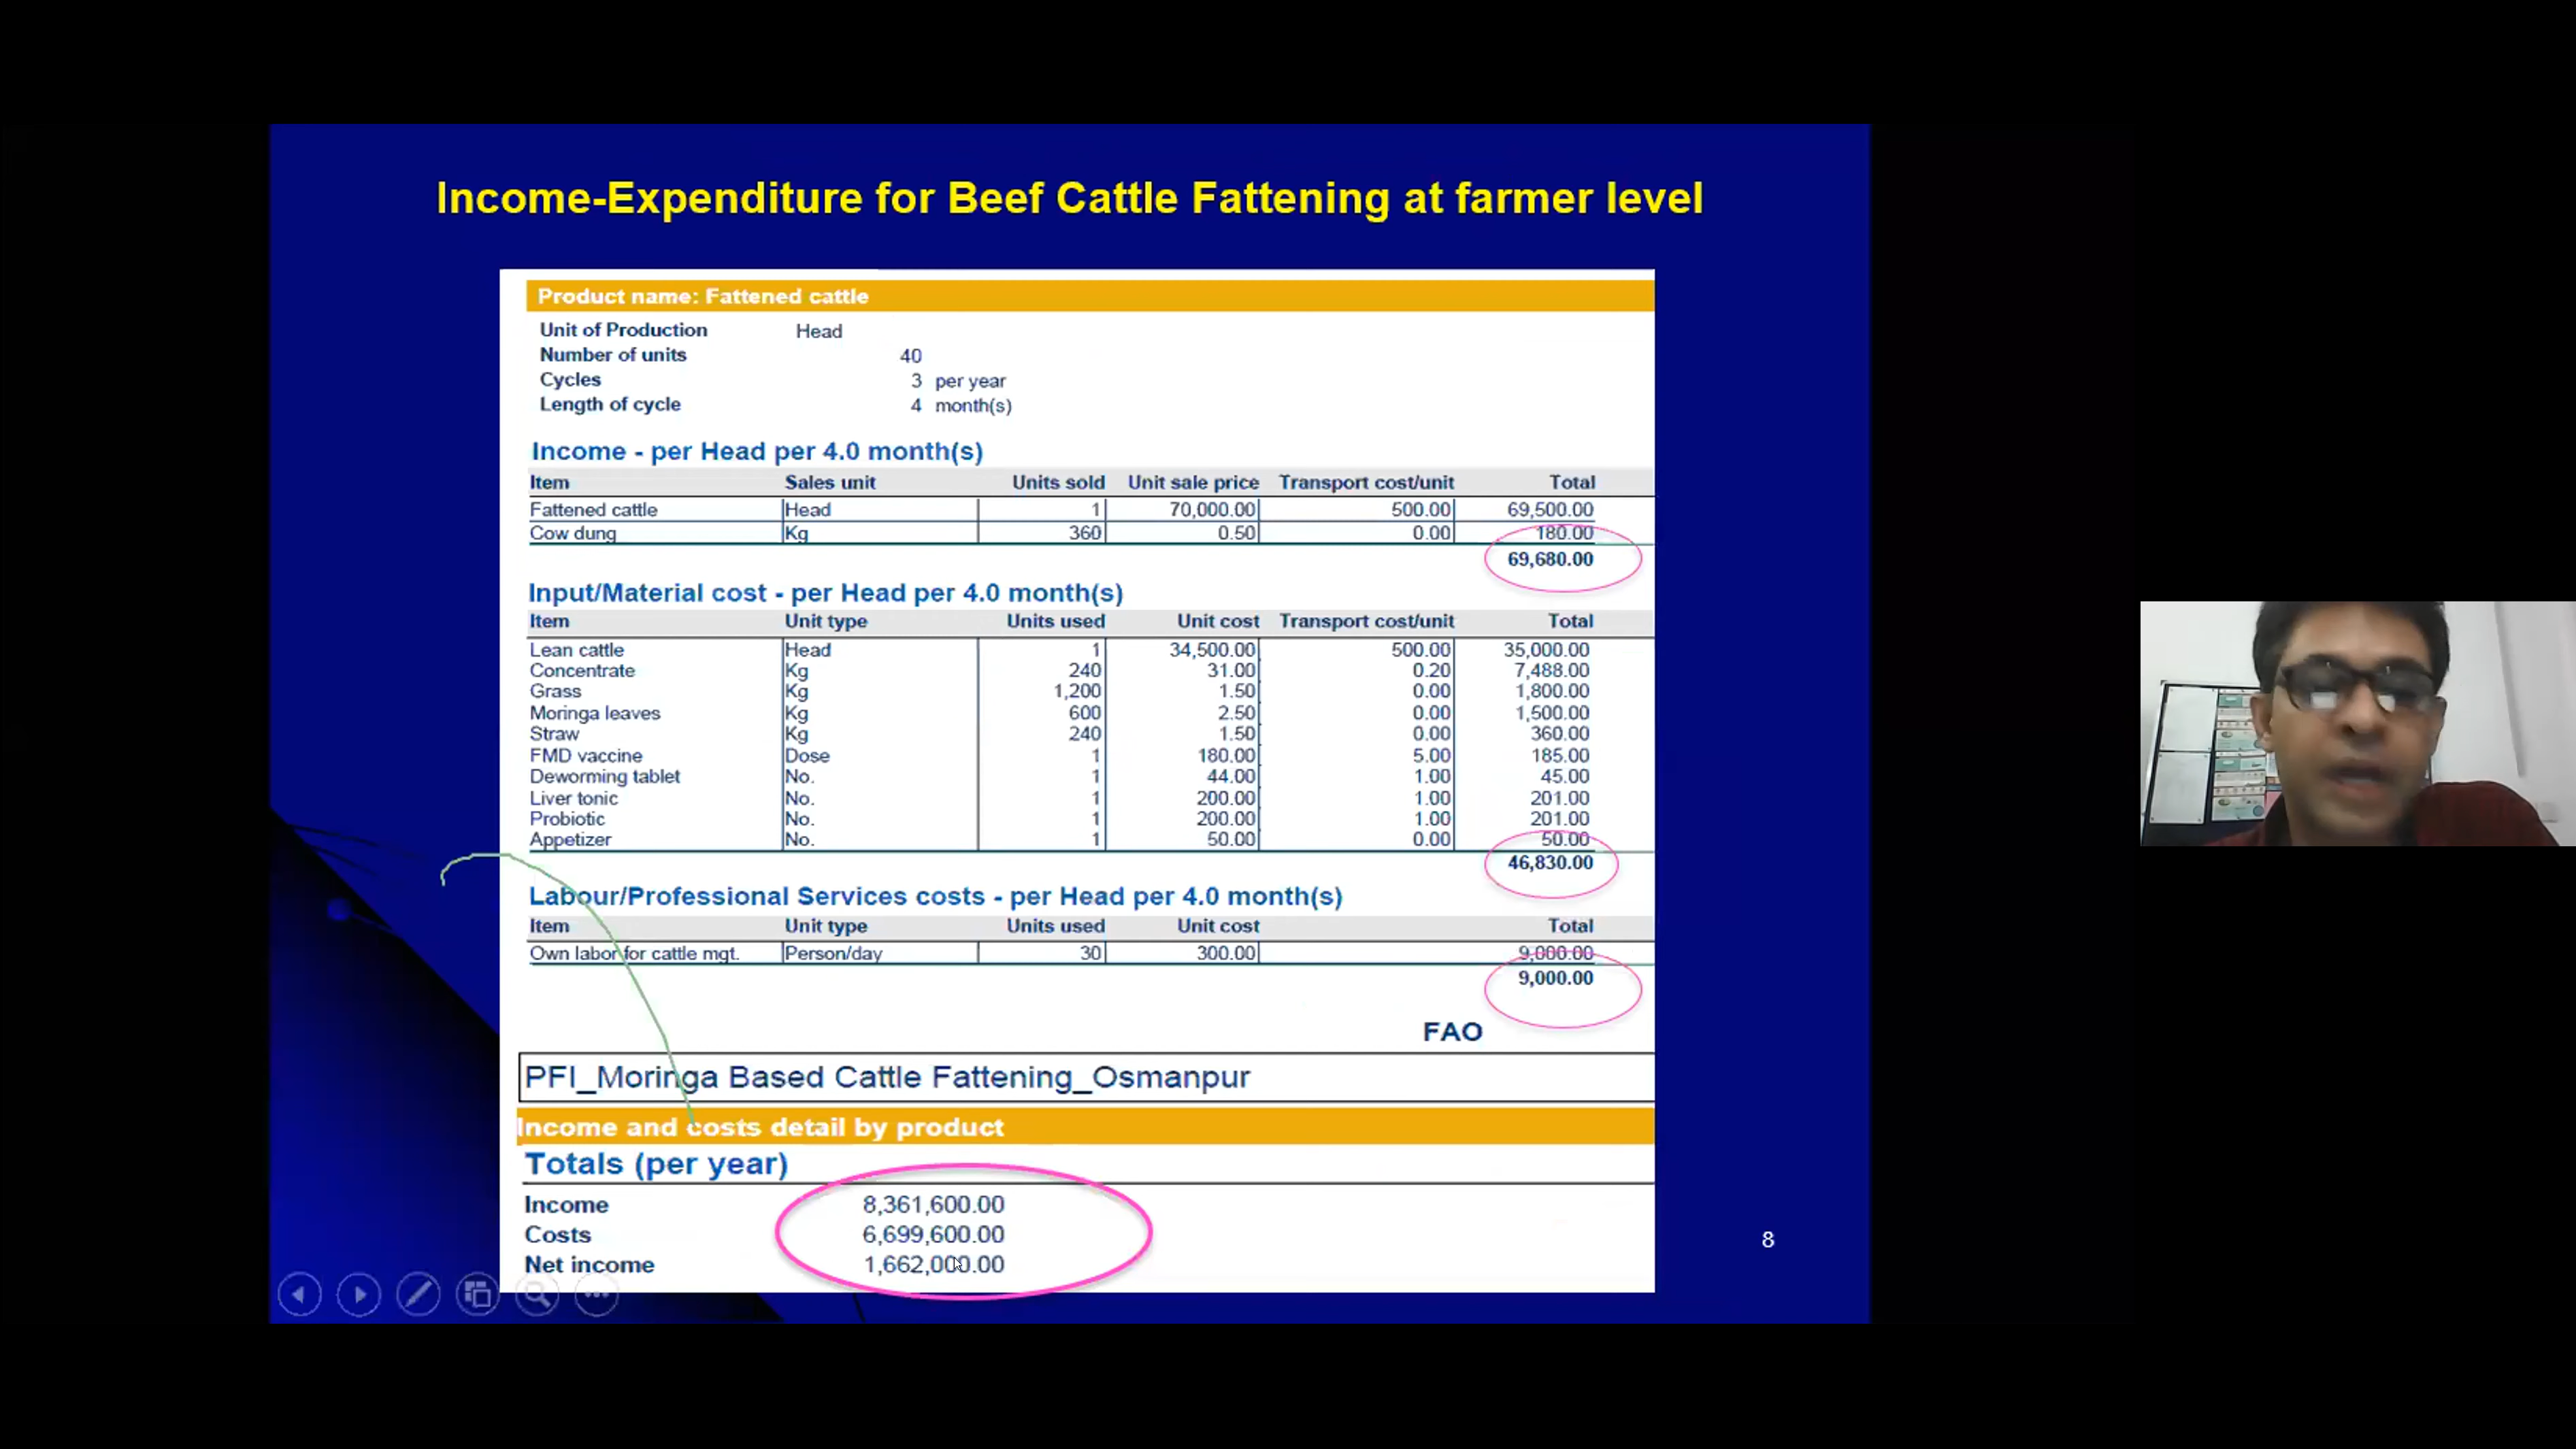 Income-Expenditure for Beef Cattle Fattening at farmer level
Product name: Fattened cattle
Unit of Production Head
Number of units 40
Cycles 3 per year
Length of cycle 4 month(s)
Income - per Head per 4.0 month(s)
Item Sales unit Units sold Unit sale price Transport cost/unit Total
Fattened cattle Head 1 70,000.00 500.00 69,500.00
Cow dung Kg 360 0.50 0.00 180.00
69,680.00
Input/Material cost - per Head per 4.0 month(s)
Item Unit type Units used Unit cost Transport cost/unit Total
Lean cattle Head 1 34,500.00 500.00 35,000.00
Concentrate Kg 240 31.00 0.20 7,488.00
Grass Kg 1,200 1.50 0.00 1,800.00
Moringa leaves Kg 600 2.50 0.00 1,500.00
Straw Kg 240 1.50 0.00 360.00
FMD vaccine Dose 1 180.00 5.00 185.00
Deworming tablet No. 1 44.00 1.00 45.00
Liver tonic No. 1 200.00 1.00 201.00
Probiotic No. 1 200.00 1.00 201.00
Appetizer No. 1 50.00 0.00 50.00
46,830.00
Labour/Professional Services costs - per Head per 4.0 month(s)
Item Unit type Units used Unit cost Total
Own labor for cattle mgt. Person/day 30 300.00 9,000.00
9,000.00
FAO
PFI_Moringa Based Cattle Fattening_Osmanpur
Income and costs detail by product
Totals (per year)
Income 8,361,600.00
Costs 6,699,600.00
Net income 1,662,000.00
8